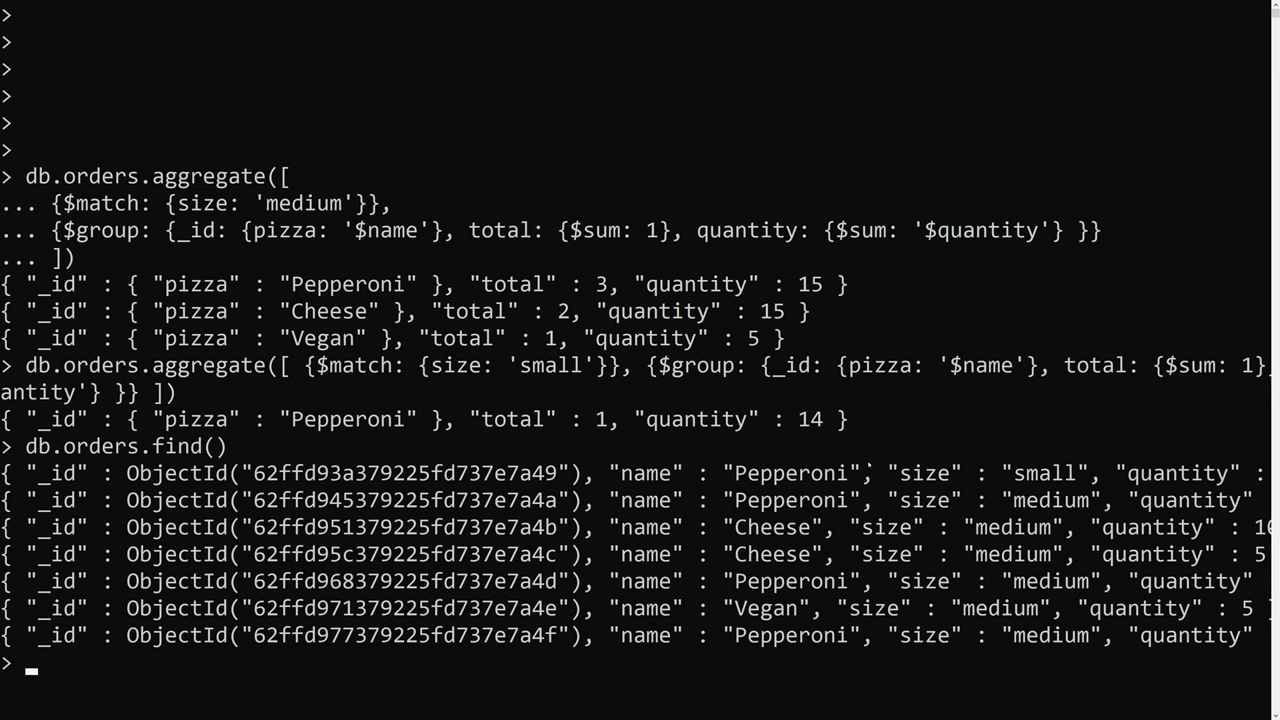 >
>
>
>
>
>
> db.orders.aggregate([
... {$match: {size: 'medium'}},
... {$group: {_id: {pizza: '$name'}, total: {$sum: 1}, quantity: {$sum: '$quantity'} }}
... ])
{ "_id" : { "pizza" : "Pepperoni" }, "total" : 3, "quantity" : 15 }
{ "_id" : { "pizza" : "Cheese" }, "total" : 2, "quantity" : 15 }
{ "_id" : { "pizza" : "Vegan" }, "total" : 1, "quantity" : 5 }
> db.orders.aggregate([ {$match: {size: 'small'}}, {$group: {_id: {pizza: '$name'}, total: {$sum: 1}
antity'} }} ])
{ "_id" : { "pizza" : "Pepperoni" }, "total" : 1, "quantity" : 14 }
> db.orders.find()
{ "_id" : ObjectId("62ffd93a379225fd737e7a49"), "name" : "Pepperoni", "size" : "small", "quantity" :
{ "_id" : ObjectId("62ffd945379225fd737e7a4a"), "name" : "Pepperoni", "size" : "medium", "quantity"
{ "_id" : ObjectId("62ffd951379225fd737e7a4b"), "name" : "Cheese", "size" : "medium", "quantity" : 1
{ "_id" : ObjectId("62ffd95c379225fd737e7a4c"), "name" : "Cheese", "size" : "medium", "quantity" : 5
{ "_id" : ObjectId("62ffd968379225fd737e7a4d"), "name" : "Pepperoni", "size" : "medium", "quantity"
{ "_id" : ObjectId("62ffd971379225fd737e7a4e"), "name" : "Vegan", "size" : "medium", "quantity" : 5
{ "_id" : ObjectId("62ffd977379225fd737e7a4f"), "name" : "Pepperoni", "size" : "medium", "quantity"
>